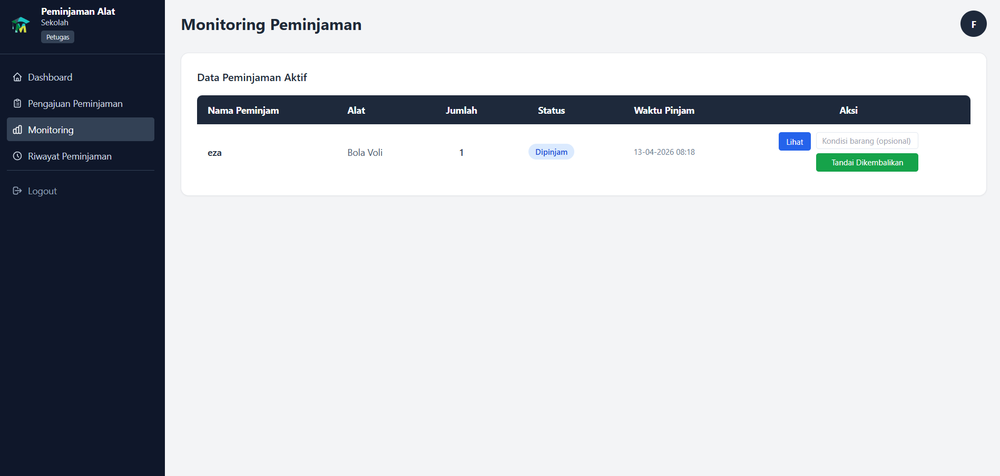 Peminjaman Alat
Sekolah
Petugas
Dashboard
Pengajuan Peminjaman
Monitoring
Riwayat Peminjaman
Logout
Monitoring Peminjaman
F
Data Peminjaman Aktif
Nama Peminjam Alat Jumlah Status Waktu Pinjam Aksi
eza Bola Voli 1 Dipinjam 13-04-2026 08:18 Lihat Kondisi barang (opsional)
Tandai Dikembalikan